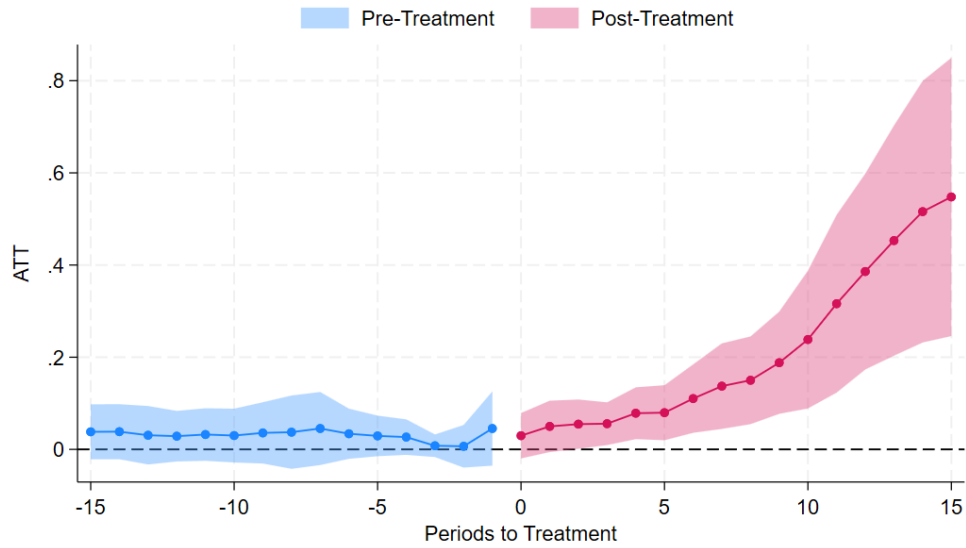 Pre-Treatment Post-Treatment
.8
.6
.4
.2
0
ATT
-15 -10 -5 0 5 10 15
Periods to Treatment